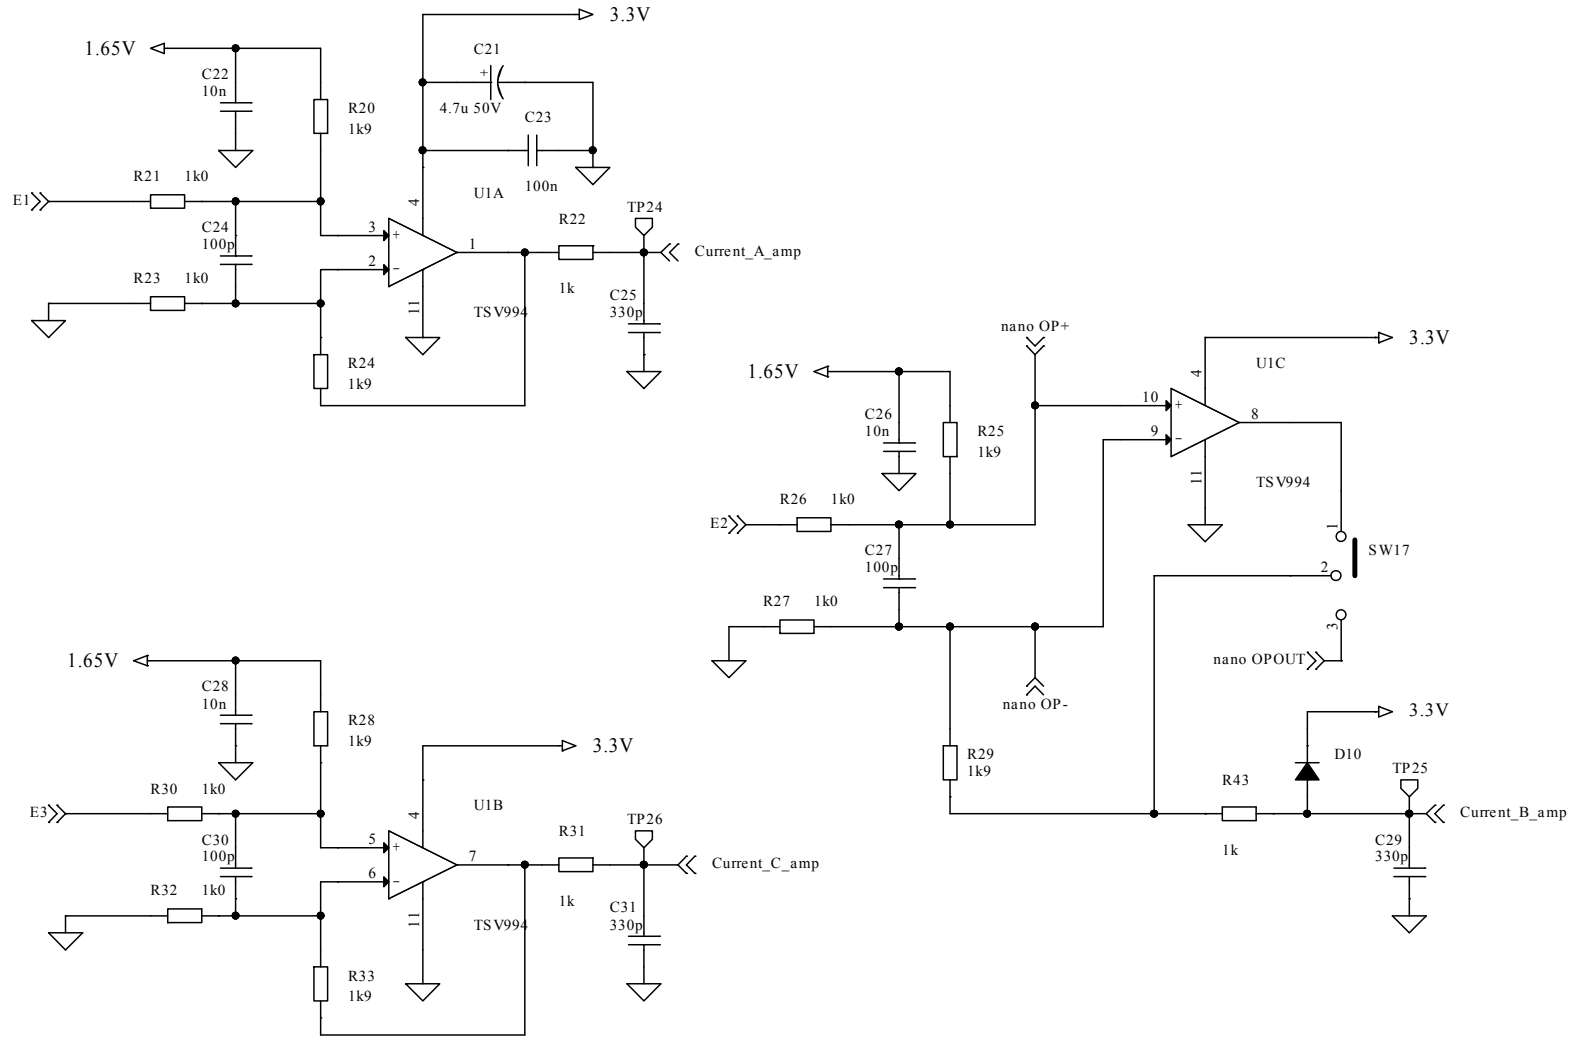 3.3V
1.65V
C21
+
4.7u 50V
C22
10n
R20
1k9
C23
100n
R21 1k0
E1
U1A
4
C24
100p
3
+
2
−
1
R22
1k
TP24
Current_A_amp
R23 1k0
11
TSV994
C25
330p
R24
1k9
nano OP+
3.3V
1.65V
U1C
4
C26
10n
R25
1k9
10
+
9
−
8
11
TSV994
R26 1k0
E2
1
SW17
2
3
C27
100p
R27 1k0
nano OPOUT
nano OP-
3.3V
R29
1k9
D10
R43
1k
TP25
Current_B_amp
C29
330p
1.65V
C28
10n
R28
1k9
3.3V
R30 1k0
E3
U1B
4
C30
100p
5
+
6
−
7
R31
1k
TP26
Current_C_amp
R32 1k0
11
TSV994
C31
330p
R33
1k9